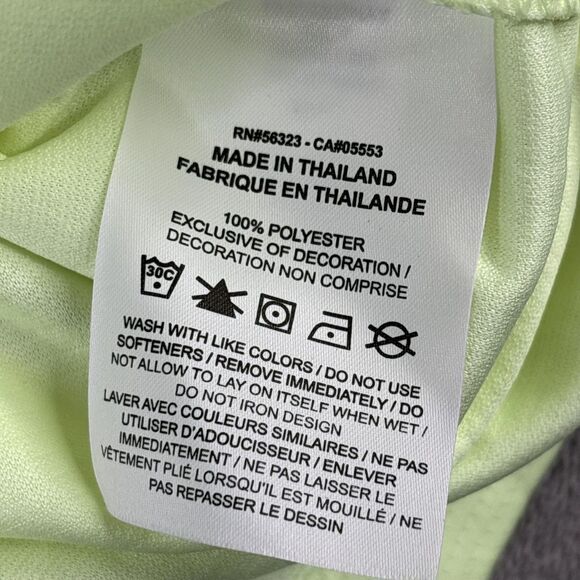 RN#56323 - CA#05553
MADE IN THAILAND
FABRIQUE EN THAILANDE
100% POLYESTER
EXCLUSIVE OF DECORATION /
DECORATION NON COMPRISE
30C
WASH WITH LIKE COLORS / DO NOT USE
SOFTENERS / REMOVE IMMEDIATELY / DO
NOT ALLOW TO LAY ON ITSELF WHEN WET /
DO NOT IRON DESIGN
LAVER AVEC COULEURS SIMILAIRES / NE PAS
UTILISER D'ADOUCISSEUR / ENLEVER
IMMÉDIATEMENT / NE PAS LAISSER LE
VÊTEMENT PLIÉ LORSQU'IL EST MOUILLÉ / NE
PAS REPASSER LE DESSIN